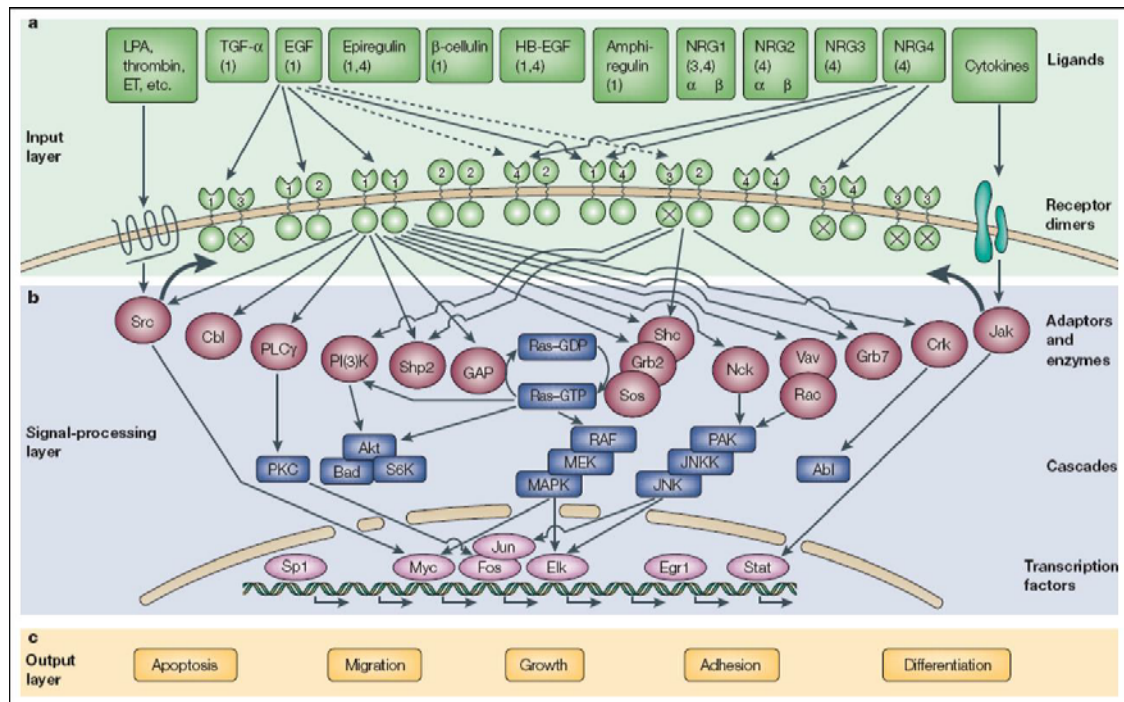 a
LPA,
thrombin,
ET, etc.
TGF-α
(1)
EGF
(1)
Epiregulin
(1,4)
β-cellulin
(1)
HB-EGF
(1,4)
Amphi-
regulin
(1)
NRG1
(3,4)
α β
NRG2
(4)
α β
NRG3
(4)
NRG4
(4)
Cytokines
Ligands
Input
layer
1 3
1 2
1 1
2 2
4 2
1 4
3 2
4 4
3 4
3 3
Receptor
dimers
b
Src
Cbl
PLCγ
PI(3)K
Shp2
GAP
Ras–GDP
Ras–GTP
Shc
Grb2
Sos
Nck
Vav
Rac
Grb7
Crk
Jak
Adaptors
and
enzymes
Signal-processing
layer
PKC
Akt
Bad
S6K
RAF
MEK
MAPK
PAK
JNKK
JNK
Abl
Cascades
Sp1
Myc
Jun
Fos
Elk
Egr1
Stat
Transcription
factors
c
Output
layer
Apoptosis
Migration
Growth
Adhesion
Differentiation